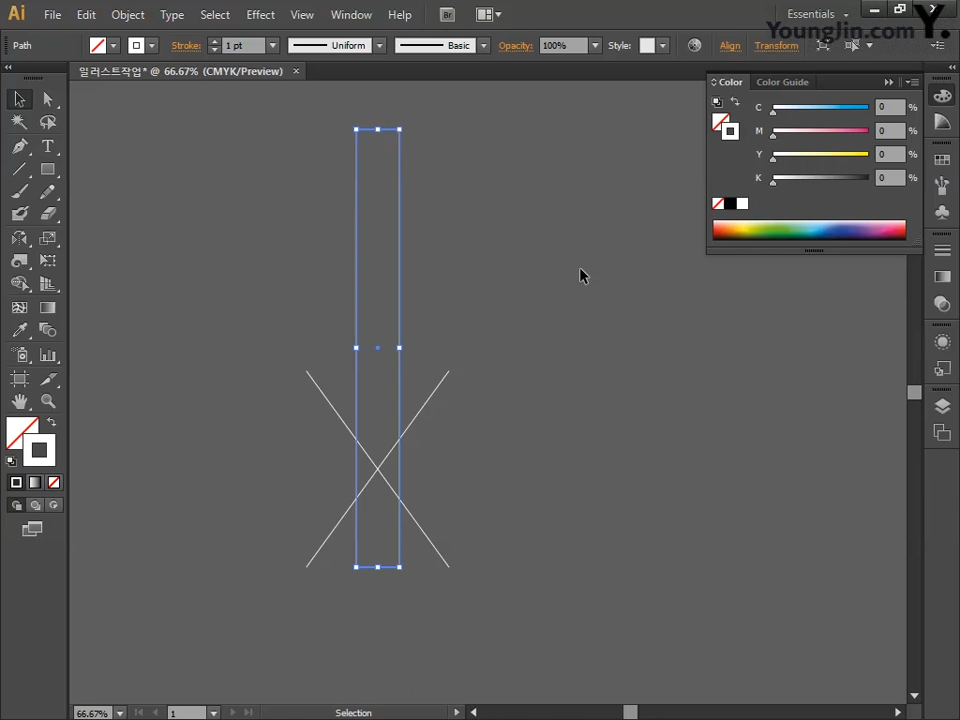 Ai File Edit Object Type Select Effect View Window Help Br Essentials
YoungJin.com Y.
Path Stroke: 1 pt Uniform Basic Opacity: 100% Style: Align Transform
일러스트작업* @ 66.67% (CMYK/Preview) ×
Color Color Guide
C 0 %
M 0 %
Y 0 %
K 0 %
T
66.67% 1 Selection